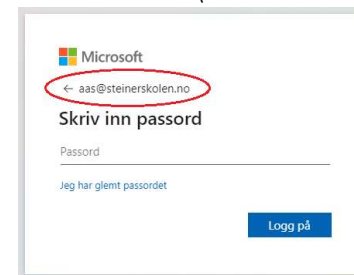 Microsoft
← aas@steinerskolen.no
Skriv inn passord
Passord
Jeg har glemt passordet
Logg på